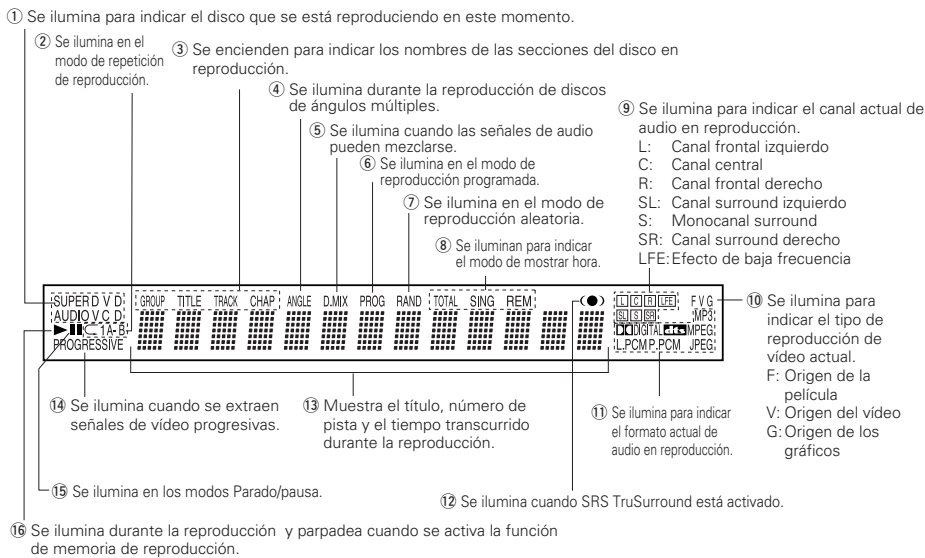 ① Se ilumina para indicar el disco que se está reproduciendo en este momento.
② Se ilumina en el
modo de repetición
de reproducción.
③ Se encienden para indicar los nombres de las secciones del disco en
reproducción.
④ Se ilumina durante la reproducción de discos
de ángulos múltiples.
⑤ Se ilumina cuando las señales de audio
pueden mezclarse.
⑥ Se ilumina en el modo de
reproducción programada.
⑦ Se ilumina en el modo de
reproducción aleatoria.
⑧ Se iluminan para indicar
el modo de mostrar hora.
⑨ Se ilumina para indicar el canal actual de
audio en reproducción.
L: Canal frontal izquierdo
C: Canal central
R: Canal frontal derecho
SL: Canal surround izquierdo
S: Monocanal surround
SR: Canal surround derecho
LFE: Efecto de baja frecuencia
SUPER D V D GROUP TITLE TRACK CHAP ANGLE D.MIX PROG RAND TOTAL SING REM L C R LFE F V G
AUDIO V C D SL S SR MP3
1 A- B DIGITAL dts MPEG
PROGRESSIVE L.PCM P.PCM JPEG
⑩ Se ilumina para
indicar el tipo de
reproducción de
vídeo actual.
F: Origen de la
película
V: Origen del vídeo
G: Origen de los
gráficos
⑪ Se ilumina para indicar
el formato actual de
audio en reproducción.
⑫ Se ilumina cuando SRS TruSurround está activado.
⑬ Muestra el título, número de
pista y el tiempo transcurrido
durante la reproducción.
⑭ Se ilumina cuando se extraen
señales de vídeo progresivas.
⑮ Se ilumina en los modos Parado/pausa.
⑯ Se ilumina durante la reproducción y parpadea cuando se activa la función
de memoria de reproducción.